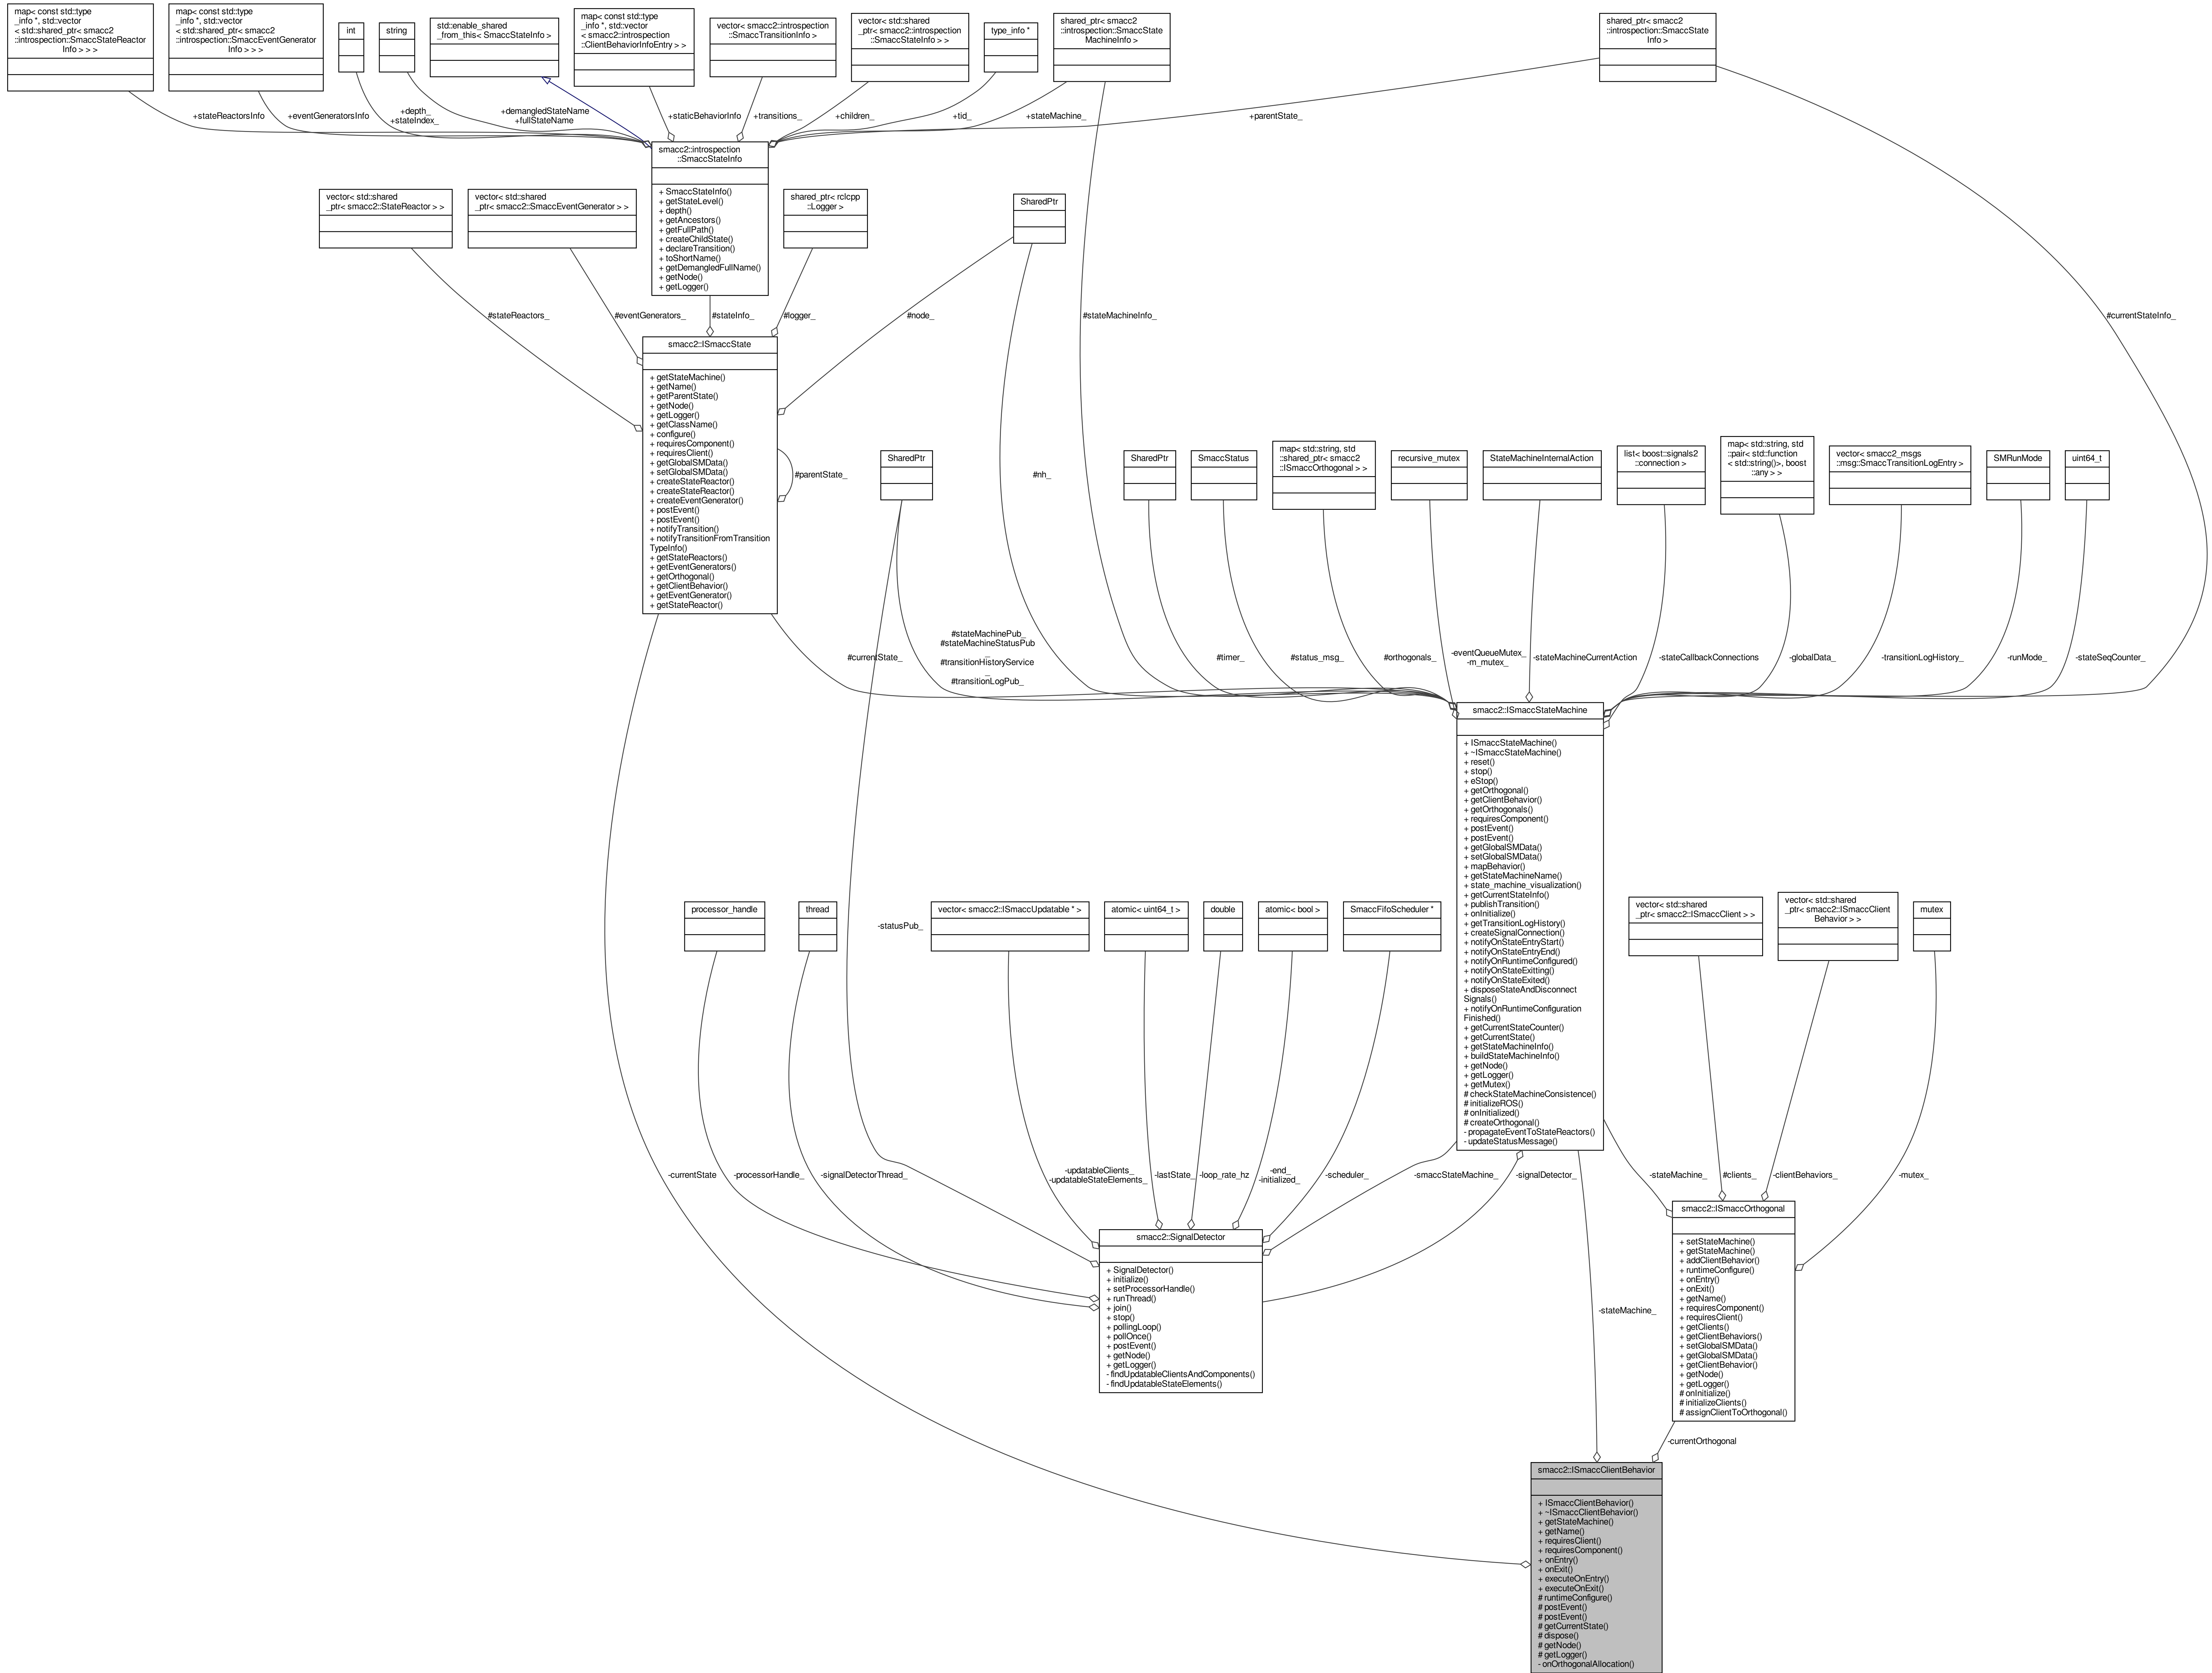 map< const std::type
_info *, std::vector
< std::shared_ptr< smacc2
::introspection::SmaccStateReactor
Info > > >
map< const std::type
_info *, std::vector
< std::shared_ptr< smacc2
::introspection::SmaccEventGenerator
Info > > >
int
string
std::enable_shared
_from_this< SmaccStateInfo >
map< const std::type
_info *, std::vector
< smacc2::introspection
::ClientBehaviorInfoEntry > >
vector< smacc2::introspection
::SmaccTransitionInfo >
vector< std::shared
_ptr< smacc2::introspection
::SmaccStateInfo > >
type_info *
shared_ptr< smacc2
::introspection::SmaccState
MachineInfo >
shared_ptr< smacc2
::introspection::SmaccState
Info >
+stateReactorsInfo
+eventGeneratorsInfo
+depth_
+stateIndex_
+demangledStateName
+fullStateName
+staticBehaviorInfo
+transitions_
+children_
+tid_
+stateMachine_
+parentState_
smacc2::introspection
::SmaccStateInfo
+ SmaccStateInfo()
+ getStateLevel()
+ depth()
+ getAncestors()
+ getFullPath()
+ createChildState()
+ declareTransition()
+ toShortName()
+ getDemangledFullName()
+ getNode()
+ getLogger()
vector< std::shared
_ptr< smacc2::StateReactor > >
vector< std::shared
_ptr< smacc2::SmaccEventGenerator > >
shared_ptr< rclcpp
::Logger >
SharedPtr
#stateReactors_
#eventGenerators_
#stateInfo_
#logger_
#node_
#stateMachineInfo_
#currentStateInfo_
smacc2::ISmaccState
+ getStateMachine()
+ getName()
+ getParentState()
+ getNode()
+ getLogger()
+ getClassName()
+ configure()
+ requiresComponent()
+ requiresClient()
+ getGlobalSMData()
+ setGlobalSMData()
+ createStateReactor()
+ createStateReactor()
+ createEventGenerator()
+ postEvent()
+ postEvent()
+ notifyTransition()
+ notifyTransitionFromTransition
TypeInfo()
+ getStateReactors()
+ getEventGenerators()
+ getOrthogonal()
+ getClientBehavior()
+ getEventGenerator()
+ getStateReactor()
#parentState_
SharedPtr
#nh_
SharedPtr
SmaccStatus
map< std::string, std
::shared_ptr< smacc2
::ISmaccOrthogonal > >
recursive_mutex
StateMachineInternalAction
list< boost::signals2
::connection >
map< std::string, std
::pair< std::function
< std::string()>, boost
::any > >
vector< smacc2_msgs
::msg::SmaccTransitionLogEntry >
SMRunMode
uint64_t
#currentState_
#stateMachinePub_
#stateMachineStatusPub
_
#transitionHistoryService
_
#transitionLogPub_
#timer_
#status_msg_
#orthogonals_
-eventQueueMutex_
-m_mutex_
-stateMachineCurrentAction
-stateCallbackConnections
-globalData_
-transitionLogHistory_
-runMode_
-stateSeqCounter_
smacc2::ISmaccStateMachine
+ ISmaccStateMachine()
+ ~ISmaccStateMachine()
+ reset()
+ stop()
+ eStop()
+ getOrthogonal()
+ getClientBehavior()
+ getOrthogonals()
+ requiresComponent()
+ postEvent()
+ postEvent()
+ getGlobalSMData()
+ setGlobalSMData()
+ mapBehavior()
+ getStateMachineName()
+ state_machine_visualization()
+ getCurrentStateInfo()
+ publishTransition()
+ onInitialize()
+ getTransitionLogHistory()
+ createSignalConnection()
+ notifyOnStateEntryStart()
+ notifyOnStateEntryEnd()
+ notifyOnRuntimeConfigured()
+ notifyOnStateExitting()
+ notifyOnStateExited()
+ disposeStateAndDisconnect
Signals()
+ notifyOnRuntimeConfiguration
Finished()
+ getCurrentStateCounter()
+ getCurrentState()
+ getStateMachineInfo()
+ buildStateMachineInfo()
+ getNode()
+ getLogger()
+ getMutex()
# checkStateMachineConsistence()
# initializeROS()
# onInitialized()
# createOrthogonal()
- propagateEventToStateReactors()
- updateStatusMessage()
processor_handle
thread
-statusPub_
vector< smacc2::ISmaccUpdatable * >
atomic< uint64_t >
double
atomic< bool >
SmaccFifoScheduler *
vector< std::shared
_ptr< smacc2::ISmaccClient > >
vector< std::shared
_ptr< smacc2::ISmaccClient
Behavior > >
mutex
-currentState
-processorHandle_
-signalDetectorThread_
-updatableClients_
-updatableStateElements_
-lastState_
-loop_rate_hz
-end_
-initialized_
-scheduler_
-smaccStateMachine_
-signalDetector_
-stateMachine_
#clients_
-clientBehaviors_
-mutex_
smacc2::SignalDetector
+ SignalDetector()
+ initialize()
+ setProcessorHandle()
+ runThread()
+ join()
+ stop()
+ pollingLoop()
+ pollOnce()
+ postEvent()
+ getNode()
+ getLogger()
- findUpdatableClientsAndComponents()
- findUpdatableStateElements()
smacc2::ISmaccOrthogonal
+ setStateMachine()
+ getStateMachine()
+ addClientBehavior()
+ runtimeConfigure()
+ onEntry()
+ onExit()
+ getName()
+ requiresComponent()
+ requiresClient()
+ getClients()
+ getClientBehaviors()
+ setGlobalSMData()
+ getGlobalSMData()
+ getClientBehavior()
+ getNode()
+ getLogger()
# onInitialize()
# initializeClients()
# assignClientToOrthogonal()
-stateMachine_
-currentOrthogonal
smacc2::ISmaccClientBehavior
+ ISmaccClientBehavior()
+ ~ISmaccClientBehavior()
+ getStateMachine()
+ getName()
+ requiresClient()
+ requiresComponent()
+ onEntry()
+ onExit()
+ executeOnEntry()
+ executeOnExit()
# runtimeConfigure()
# postEvent()
# postEvent()
# getCurrentState()
# dispose()
# getNode()
# getLogger()
- onOrthogonalAllocation()